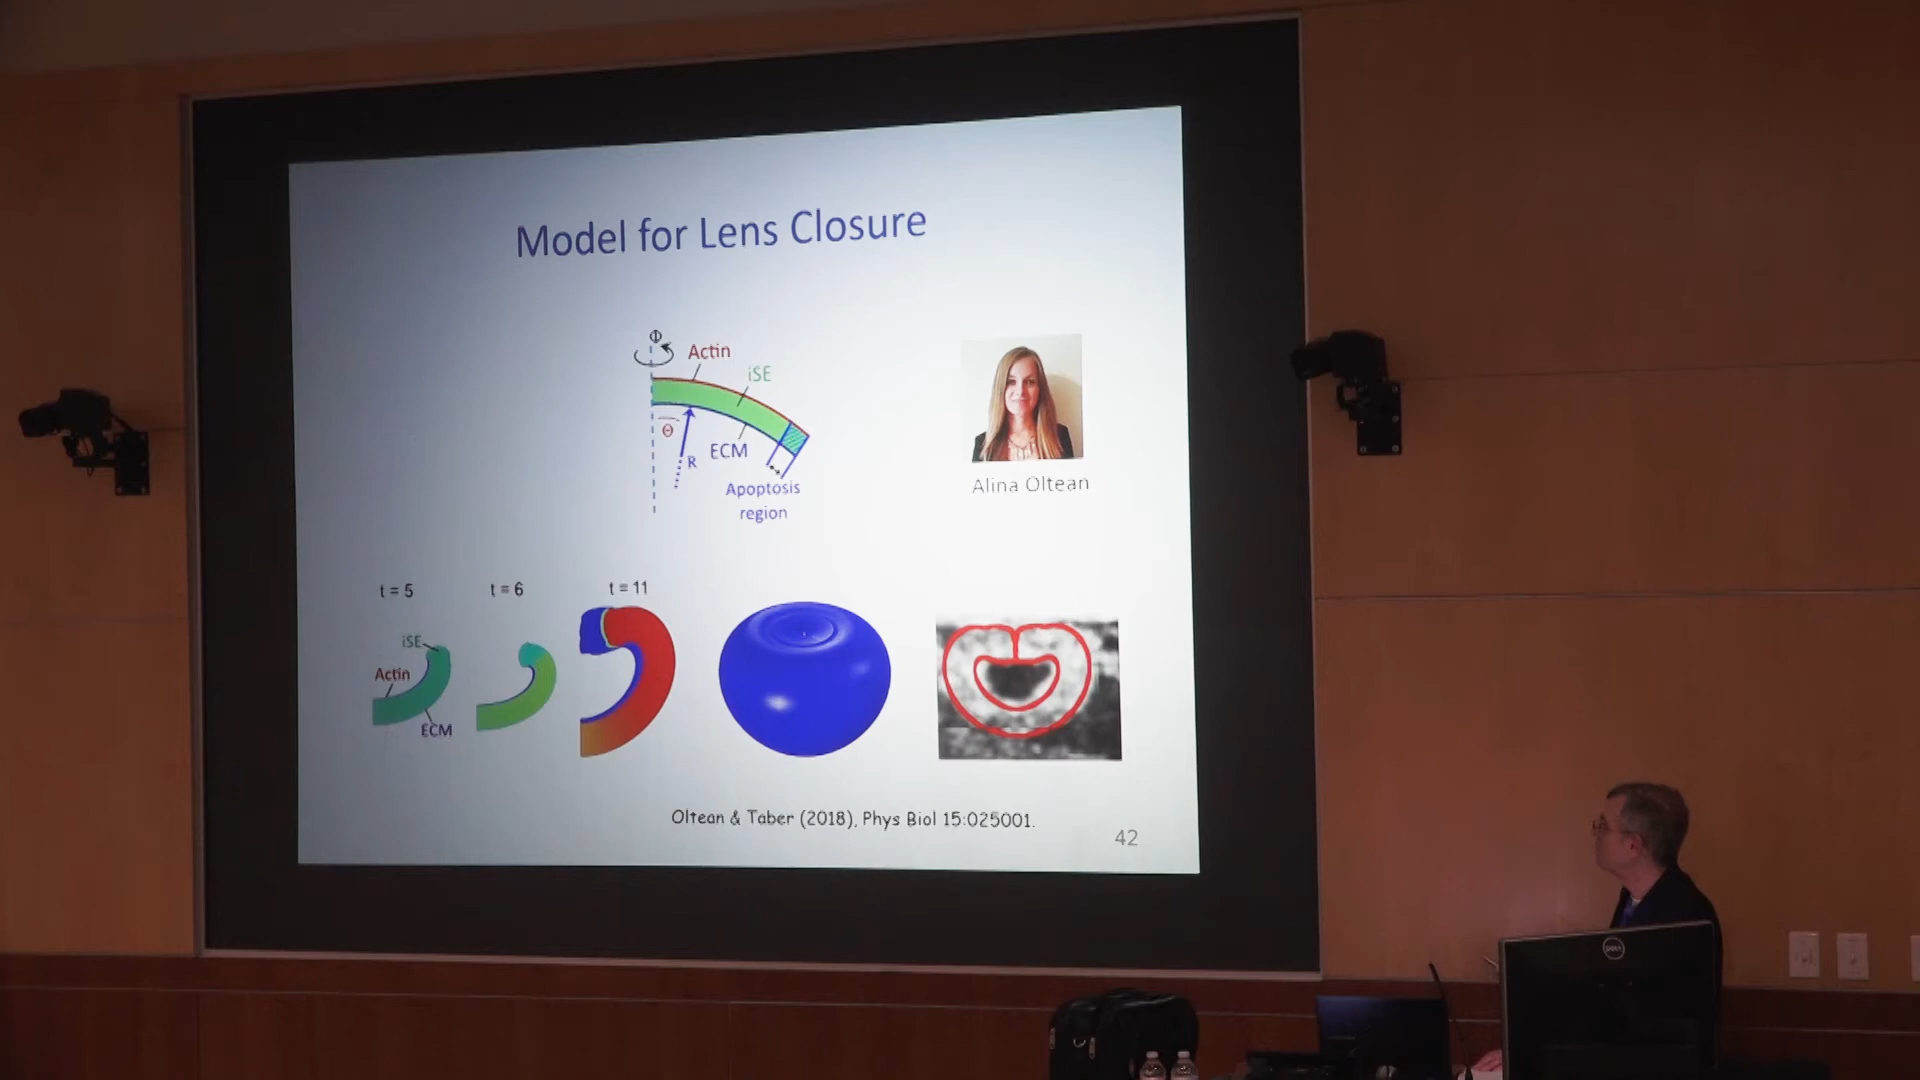 Model for Lens Closure
Φ
Actin
iSE
Θ
R
ECM
Apoptosis
region
Alina Oltean
t = 5
t = 6
t = 11
iSE
Actin
ECM
Oltean & Taber (2018), Phys Biol 15:025001.
42
DELL